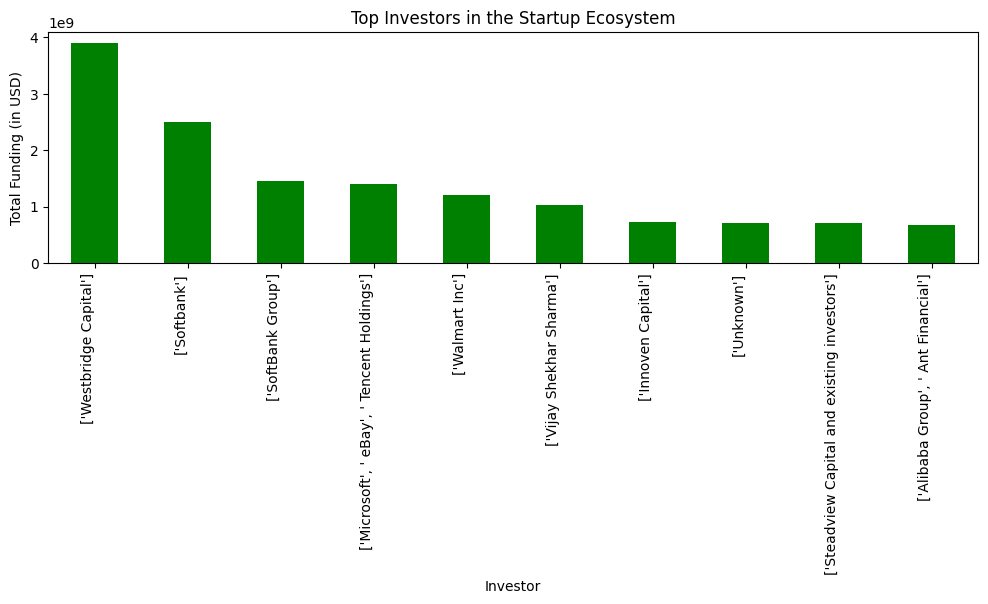 Top Investors in the Startup Ecosystem
1e9
4
3
2
1
0
Total Funding (in USD)
['Westbridge Capital']
['Softbank']
['SoftBank Group']
['Microsoft', ' eBay', ' Tencent Holdings']
['Walmart Inc']
['Vijay Shekhar Sharma']
['Innoven Capital']
['Unknown']
['Steadview Capital and existing investors']
['Alibaba Group', ' Ant Financial']
Investor